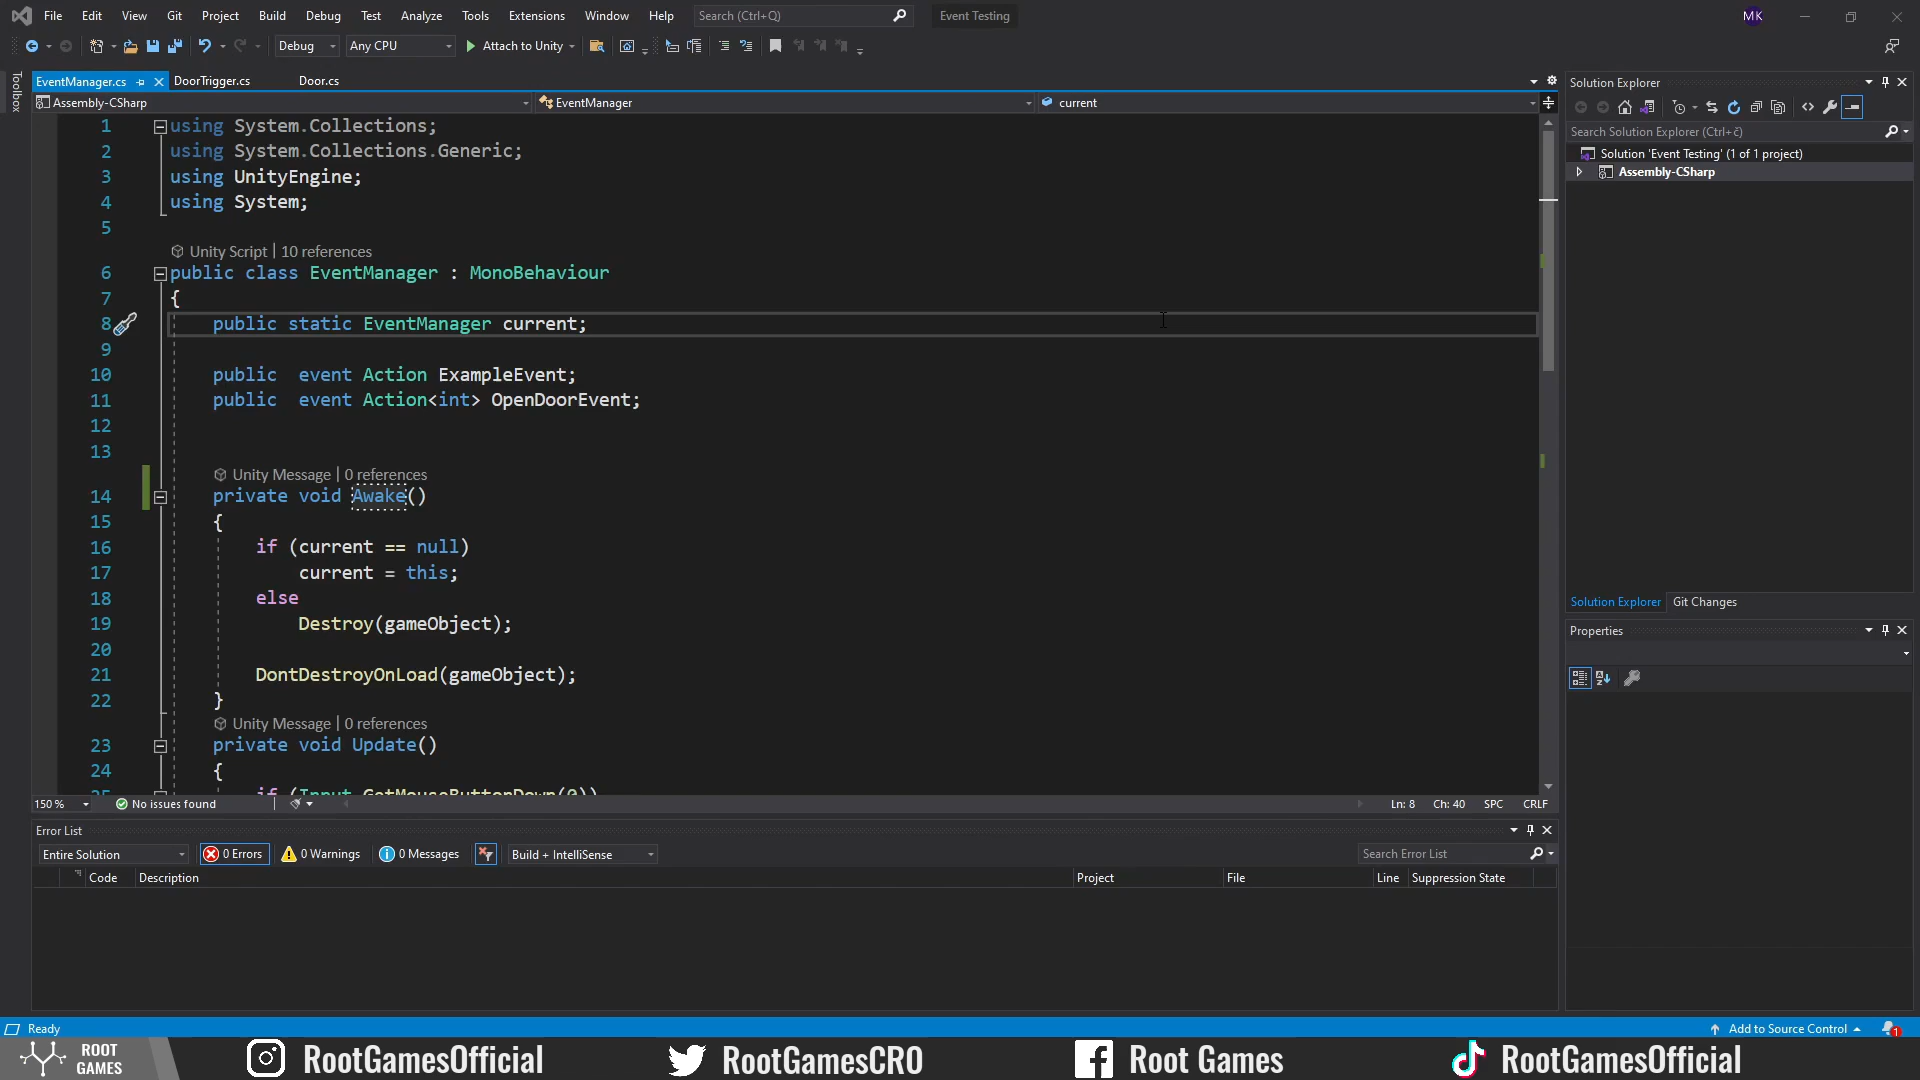 File Edit View Git Project Build Debug Test Analyze Tools Extensions Window Help Search (Ctrl+Q) Event Testing MK
Debug Any CPU Attach to Unity
Toolbox
EventManager.cs DoorTrigger.cs Door.cs
Assembly-CSharp EventManager current
1 using System.Collections;
2 using System.Collections.Generic;
3 using UnityEngine;
4 using System;
5
Unity Script | 10 references
6 public class EventManager : MonoBehaviour
7 {
8 public static EventManager current;
9
10 public  event Action ExampleEvent;
11 public  event Action<int> OpenDoorEvent;
12
13
Unity Message | 0 references
14 private void Awake()
15 {
16 if (current == null)
17 current = this;
18 else
19 Destroy(gameObject);
20
21 DontDestroyOnLoad(gameObject);
22 }
Unity Message | 0 references
23 private void Update()
24 {
25 if (Input.GetMouseButtonDown(0))
150 % No issues found Ln: 8 Ch: 40 SPC CRLF
Error List
Entire Solution 0 Errors 0 Warnings 0 Messages Build + IntelliSense Search Error List
Code Description Project File Line Suppression State
Solution Explorer
Search Solution Explorer (Ctrl+č)
Solution 'Event Testing' (1 of 1 project)
Assembly-CSharp
Solution Explorer Git Changes
Properties
Ready Add to Source Control 1
ROOT
GAMES
RootGamesOfficial RootGamesCRO Root Games RootGamesOfficial